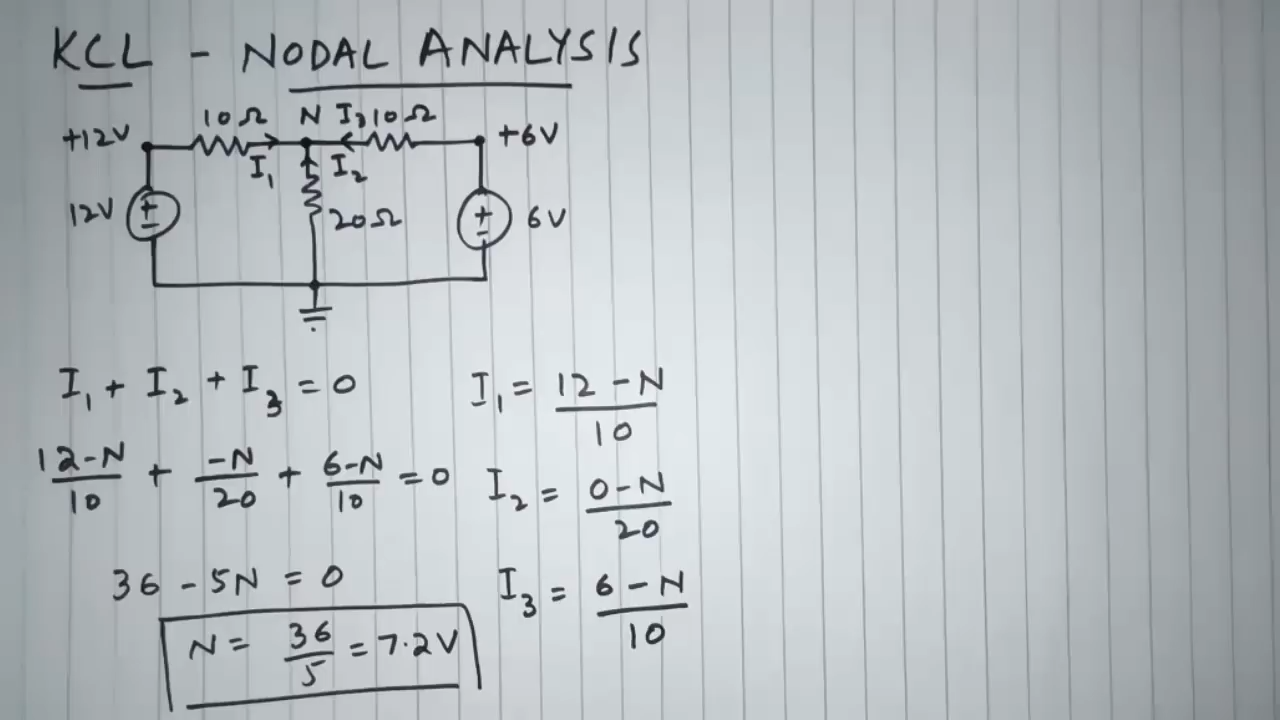 KCL - NODAL ANALYSIS
10Ω N I3 10Ω
+12V +6V
I1 I2
12V + - 20Ω + - 6V
I1 + I2 + I3 = 0
(12-N)/10 + (-N)/20 + (6-N)/10 = 0
36 - 5N = 0
N = 36/5 = 7.2V
I1 = (12-N)/10
I2 = (0-N)/20
I3 = (6-N)/10